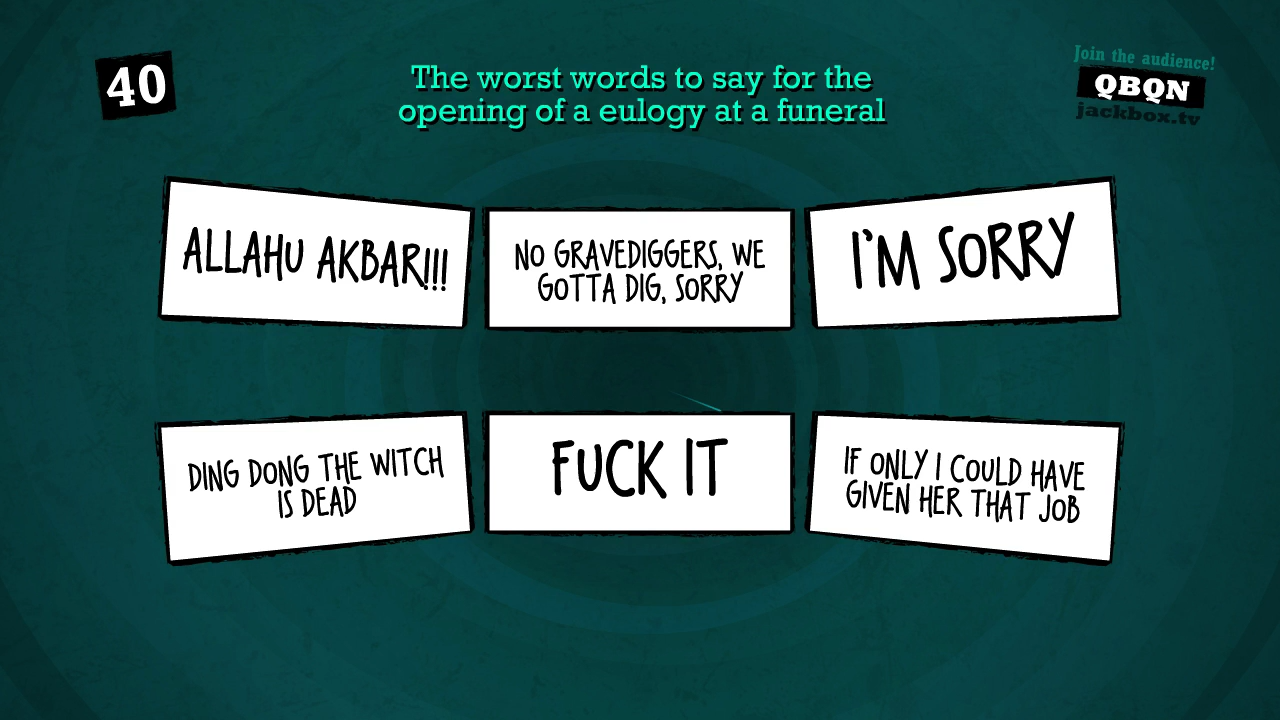 40
The worst words to say for the
opening of a eulogy at a funeral
Join the audience!
QBQN
jackbox.tv
ALLAHU AKBAR!!!
NO GRAVEDIGGERS, WE
GOTTA DIG, SORRY
I'M SORRY
DING DONG THE WITCH
IS DEAD
FUCK IT
IF ONLY I COULD HAVE
GIVEN HER THAT JOB